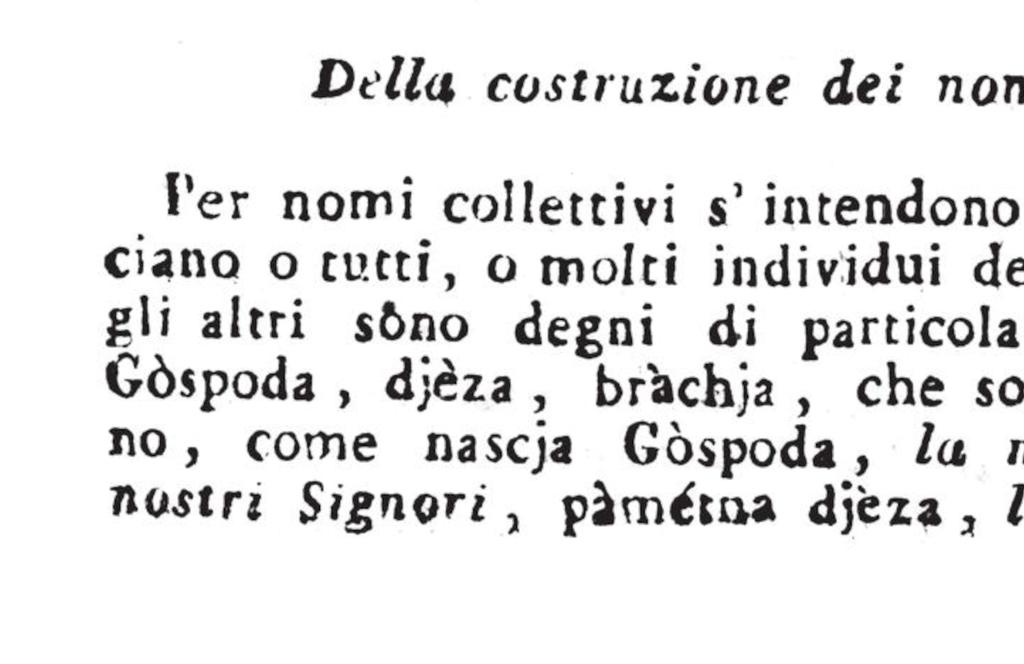 Della costruzione dei nom
Per nomi collettivi s' intendono
ciano o tutti, o molti individui de
gli altri sòno degni di particola
Gòspoda, djèza, bràchja, che so
no, come nascja Gòspoda, la n
nostri Signori, pàmétna djèza, l